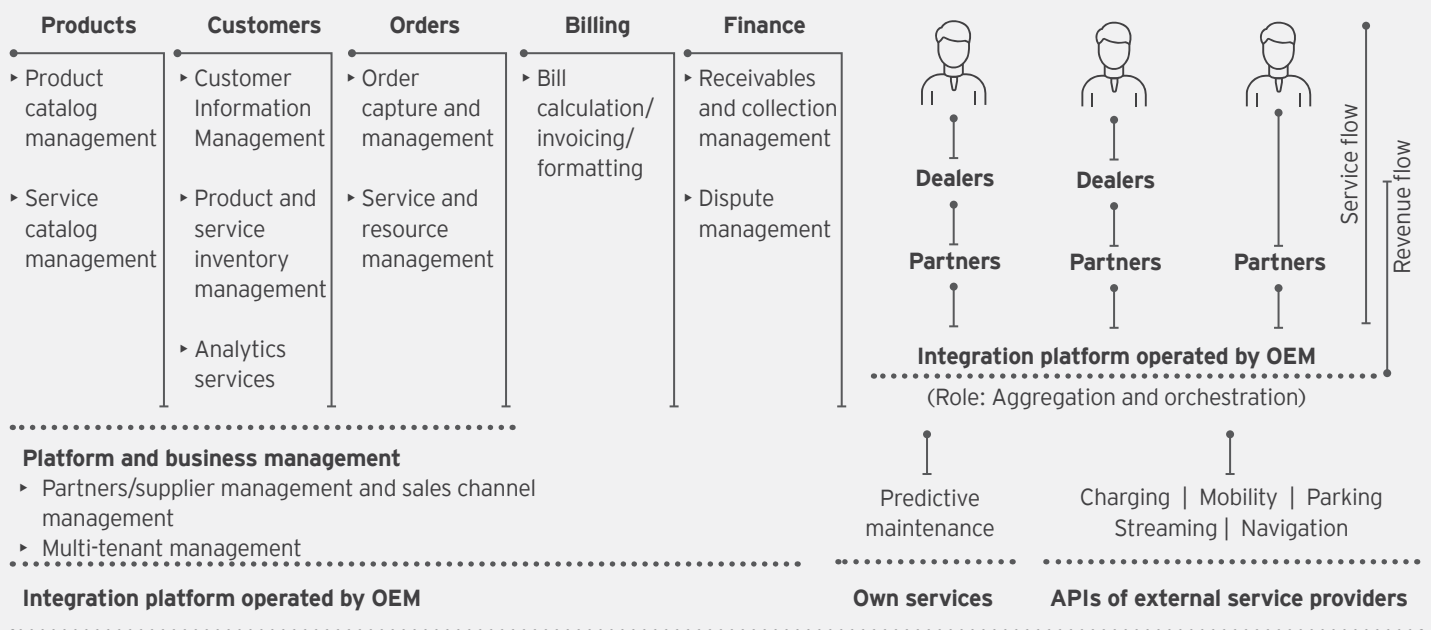 Products
▸ Product
catalog
management
▸ Service
catalog
management
Customers
▸ Customer
Information
Management
▸ Product and
service
inventory
management
▸ Analytics
services
Orders
▸ Order
capture and
management
▸ Service and
resource
management
Billing
▸ Bill
calculation/
invoicing/
formatting
Finance
▸ Receivables
and collection
management
▸ Dispute
management
Platform and business management
▸ Partners/supplier management and sales channel
management
▸ Multi-tenant management
Integration platform operated by OEM
Dealers
Dealers
Partners
Partners
Partners
Service flow
Revenue flow
Integration platform operated by OEM
(Role: Aggregation and orchestration)
Predictive
maintenance
Charging | Mobility | Parking
Streaming | Navigation
Own services
APIs of external service providers